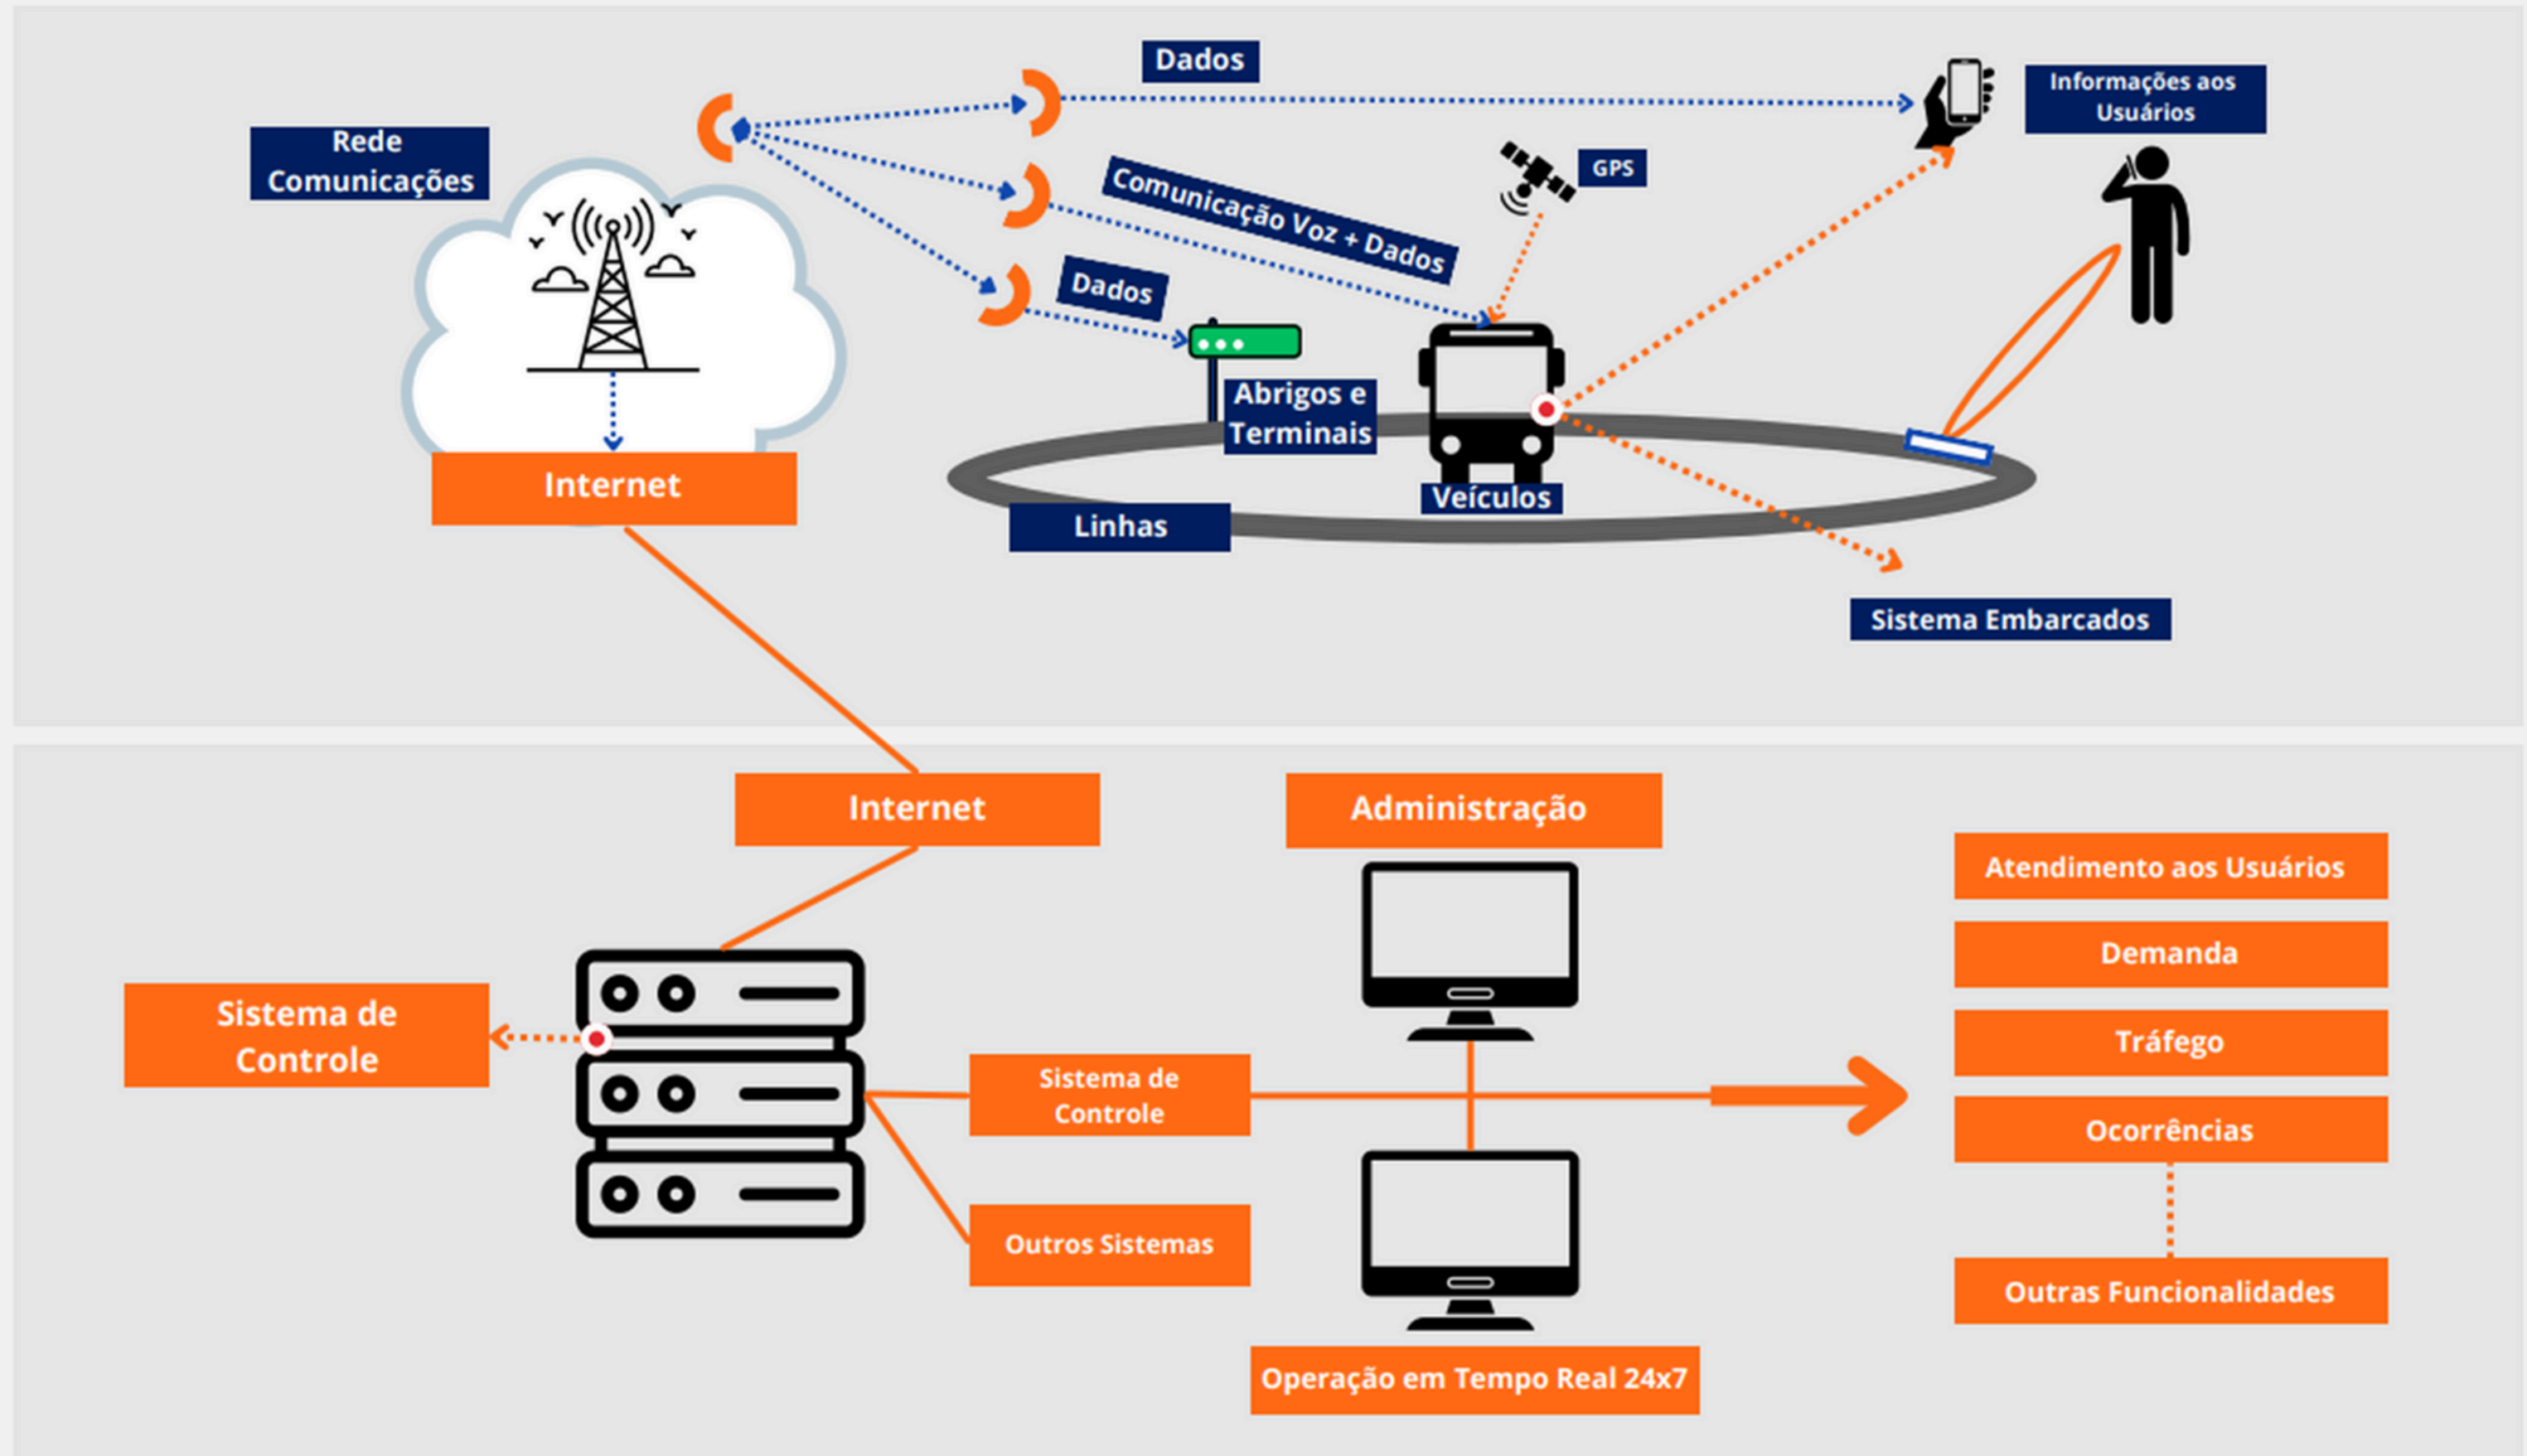 Dados
Informações aos
Usuários
Rede
Comunicações
GPS
Comunicação Voz + Dados
Dados
Abrigos e
Terminais
Internet
Veículos
Linhas
Sistema Embarcados
Internet
Administração
Atendimento aos Usuários
Demanda
Sistema de
Controle
Tráfego
Sistema de
Controle
Ocorrências
Outros Sistemas
Outras Funcionalidades
Operação em Tempo Real 24x7